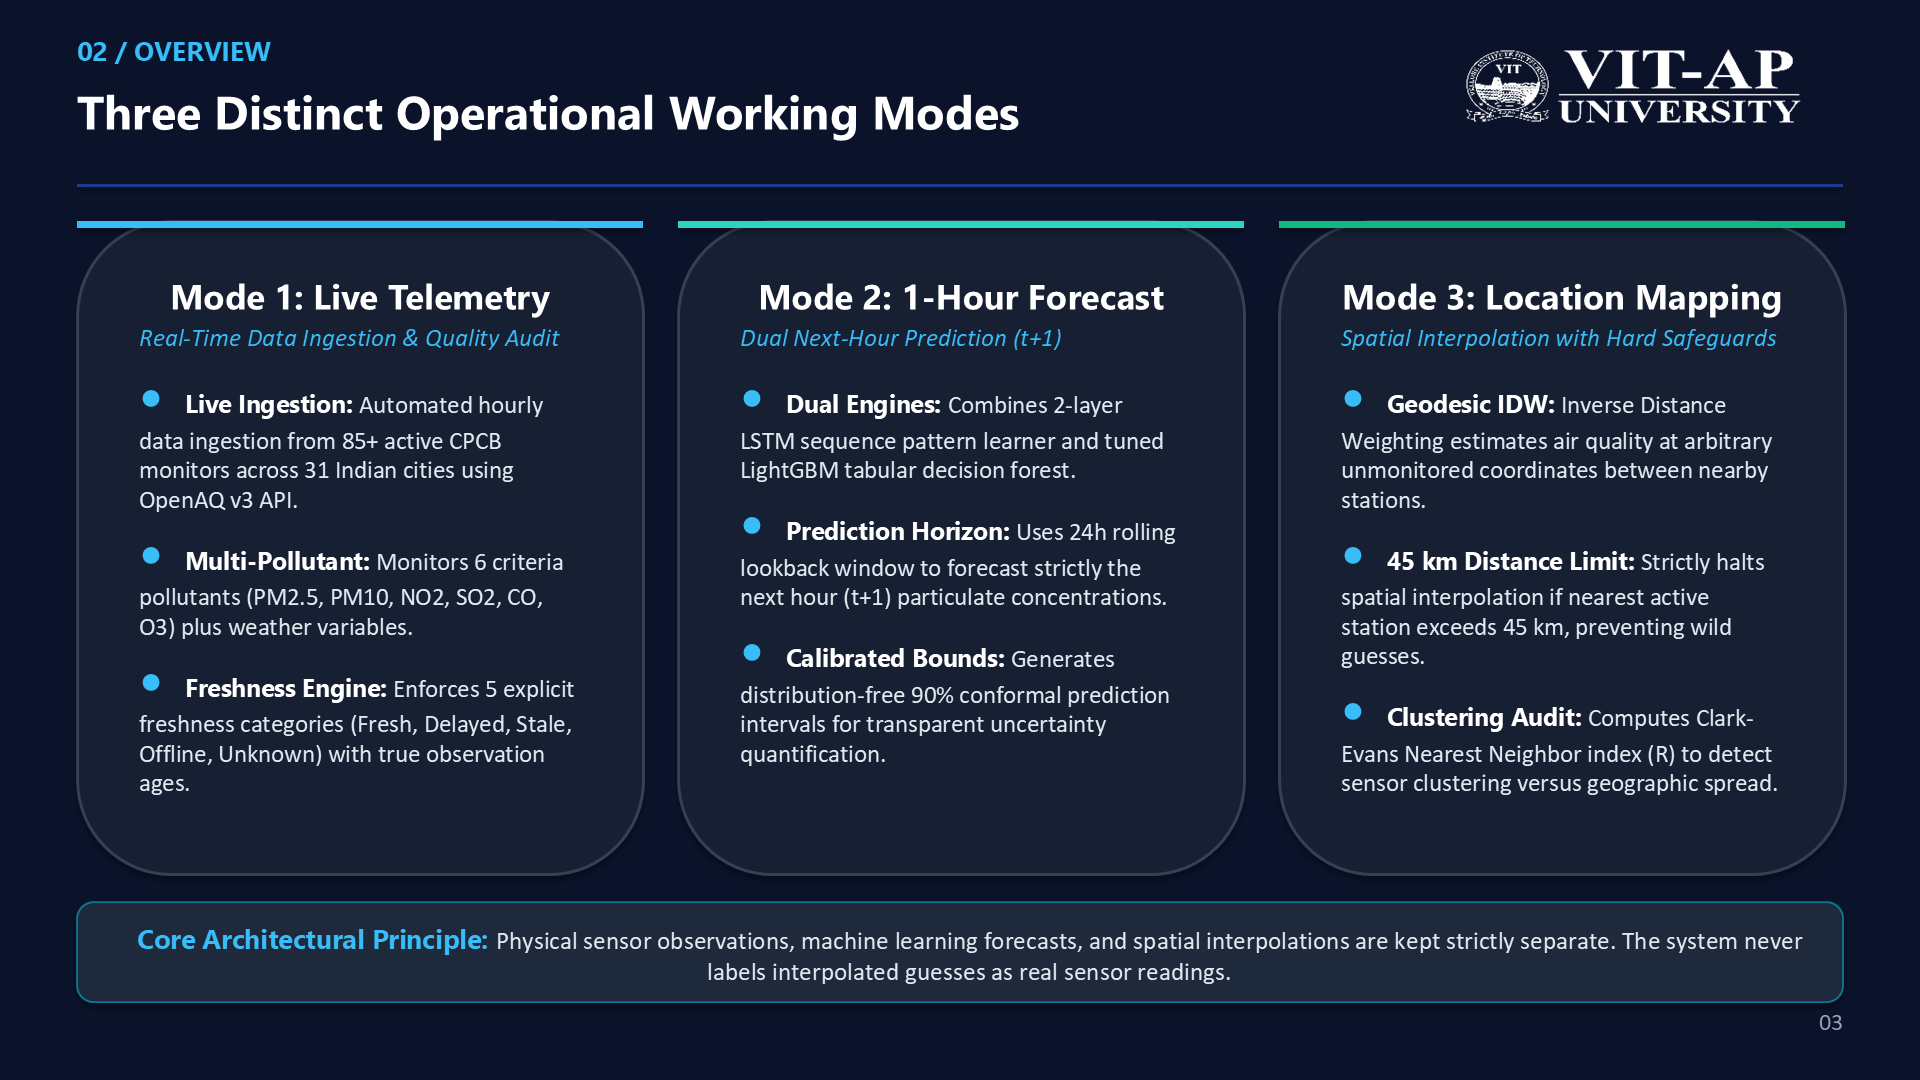 02 / OVERVIEW
Three Distinct Operational Working Modes
VIT
VIT-AP
UNIVERSITY
Mode 1: Live Telemetry
Real-Time Data Ingestion & Quality Audit
Live Ingestion: Automated hourly
data ingestion from 85+ active CPCB
monitors across 31 Indian cities using
OpenAQ v3 API.
Multi-Pollutant: Monitors 6 criteria
pollutants (PM2.5, PM10, NO2, SO2, CO,
O3) plus weather variables.
Freshness Engine: Enforces 5 explicit
freshness categories (Fresh, Delayed, Stale,
Offline, Unknown) with true observation
ages.
Mode 2: 1-Hour Forecast
Dual Next-Hour Prediction (t+1)
Dual Engines: Combines 2-layer
LSTM sequence pattern learner and tuned
LightGBM tabular decision forest.
Prediction Horizon: Uses 24h rolling
lookback window to forecast strictly the
next hour (t+1) particulate concentrations.
Calibrated Bounds: Generates
distribution-free 90% conformal prediction
intervals for transparent uncertainty
quantification.
Mode 3: Location Mapping
Spatial Interpolation with Hard Safeguards
Geodesic IDW: Inverse Distance
Weighting estimates air quality at arbitrary
unmonitored coordinates between nearby
stations.
45 km Distance Limit: Strictly halts
spatial interpolation if nearest active
station exceeds 45 km, preventing wild
guesses.
Clustering Audit: Computes Clark-
Evans Nearest Neighbor index (R) to detect
sensor clustering versus geographic spread.
Core Architectural Principle: Physical sensor observations, machine learning forecasts, and spatial interpolations are kept strictly separate. The system never
labels interpolated guesses as real sensor readings.
03